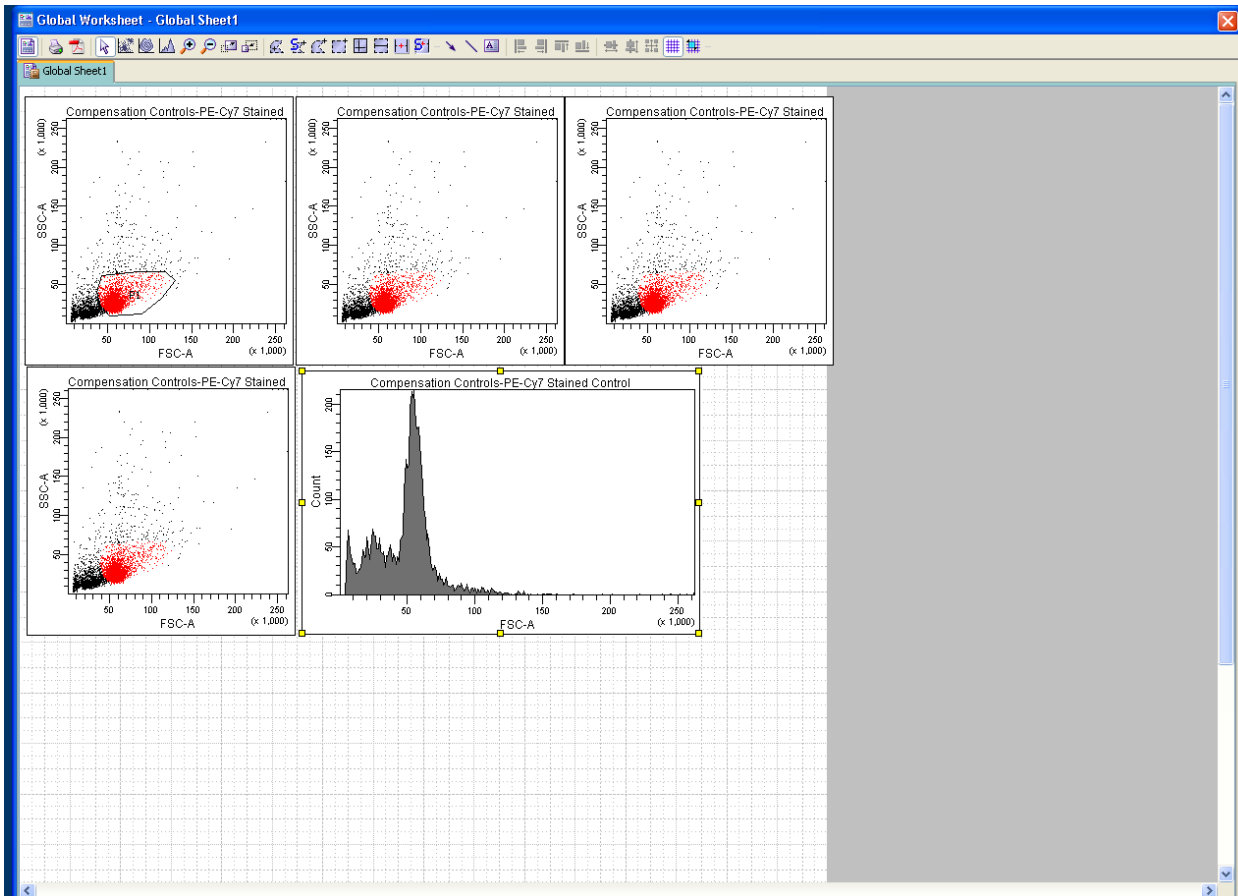 Global Worksheet - Global Sheet1
Global Sheet1
Compensation Controls-PE-Cy7 Stained
(x 1,000)
SSC-A
50 100 150 200 250
P1
50 100 150 200 250
FSC-A
(x 1,000)
Compensation Controls-PE-Cy7 Stained
(x 1,000)
SSC-A
50 100 150 200 250
50 100 150 200 250
FSC-A
(x 1,000)
Compensation Controls-PE-Cy7 Stained
(x 1,000)
SSC-A
50 100 150 200 250
50 100 150 200 250
FSC-A
(x 1,000)
Compensation Controls-PE-Cy7 Stained
(x 1,000)
SSC-A
50 100 150 200 250
50 100 150 200 250
FSC-A
(x 1,000)
Compensation Controls-PE-Cy7 Stained Control
Count
0 50 100 150 200
50 100 150 200 250
FSC-A
(x 1,000)